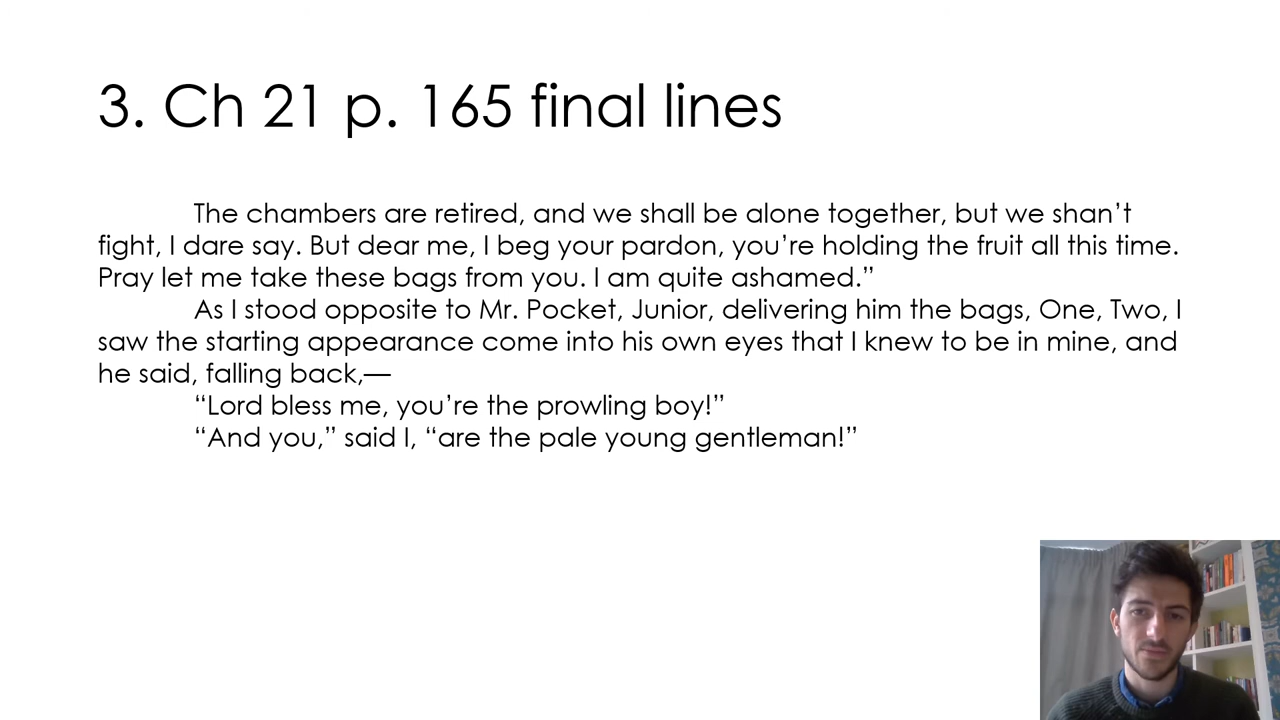 3. Ch 21 p. 165 final lines
The chambers are retired, and we shall be alone together, but we shan’t
fight, I dare say. But dear me, I beg your pardon, you’re holding the fruit all this time.
Pray let me take these bags from you. I am quite ashamed.”
As I stood opposite to Mr. Pocket, Junior, delivering him the bags, One, Two, I
saw the starting appearance come into his own eyes that I knew to be in mine, and
he said, falling back,—
“Lord bless me, you’re the prowling boy!”
“And you,” said I, “are the pale young gentleman!”